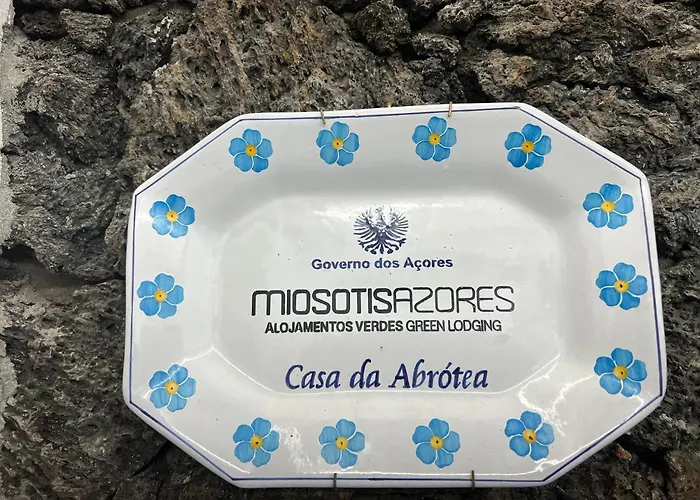 Governo dos Açores
MIOSOTISAZORES
ALOJAMENTOS VERDES GREEN LODGING
Casa da Abrótea